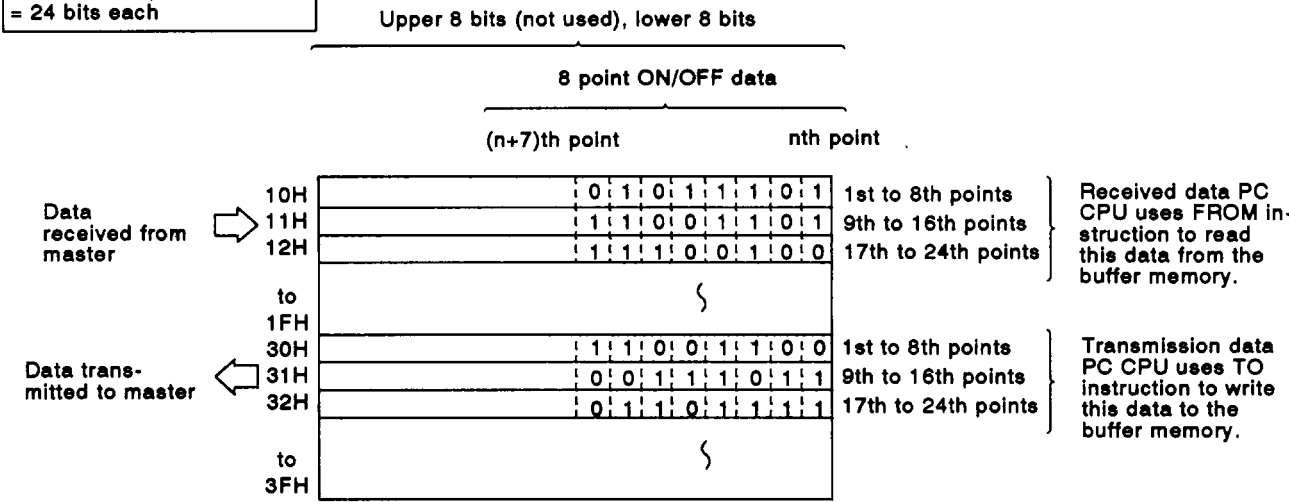 = 24 bits each
Upper 8 bits (not used), lower 8 bits
8 point ON/OFF data
(n+7)th point
nth point
Data
received from
master
10H
0 1 0 1 1 1 0 1
1st to 8th points
11H
1 1 0 0 1 1 0 1
9th to 16th points
12H
1 1 1 0 0 1 0 0
17th to 24th points
to
1FH
Received data PC
CPU uses FROM in-
struction to read
this data from the
buffer memory.
Data trans-
mitted to master
30H
1 1 0 0 1 1 0 0
1st to 8th points
31H
0 0 1 1 1 0 1 1
9th to 16th points
32H
0 1 1 0 1 1 1 1
17th to 24th points
to
3FH
Transmission data
PC CPU uses TO
instruction to write
this data to the
buffer memory.